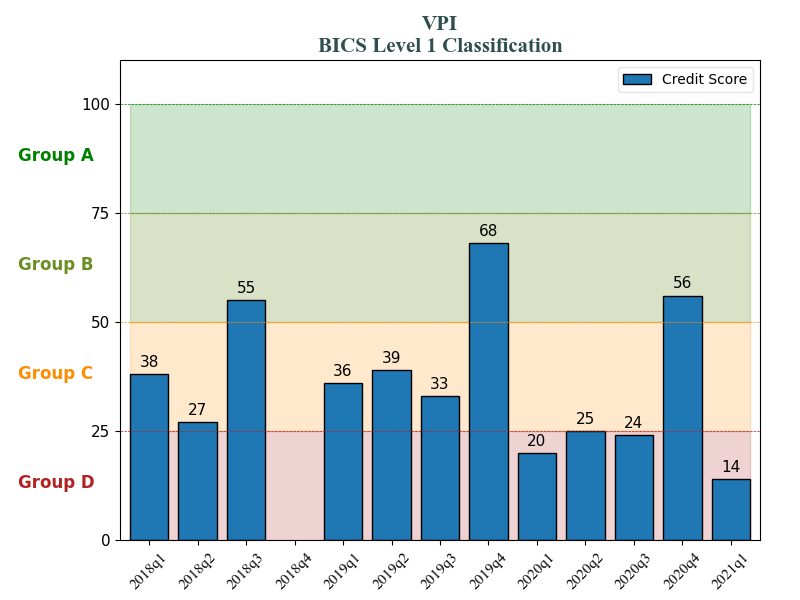 VPI
BICS Level 1 Classification
Credit Score
100
Group A
75
68
Group B
55
56
50
38
36
39
33
Group C
27
25
20
25
24
14
Group D
0
2018q1 2018q2 2018q3 2018q4 2019q1 2019q2 2019q3 2019q4 2020q1 2020q2 2020q3 2020q4 2021q1